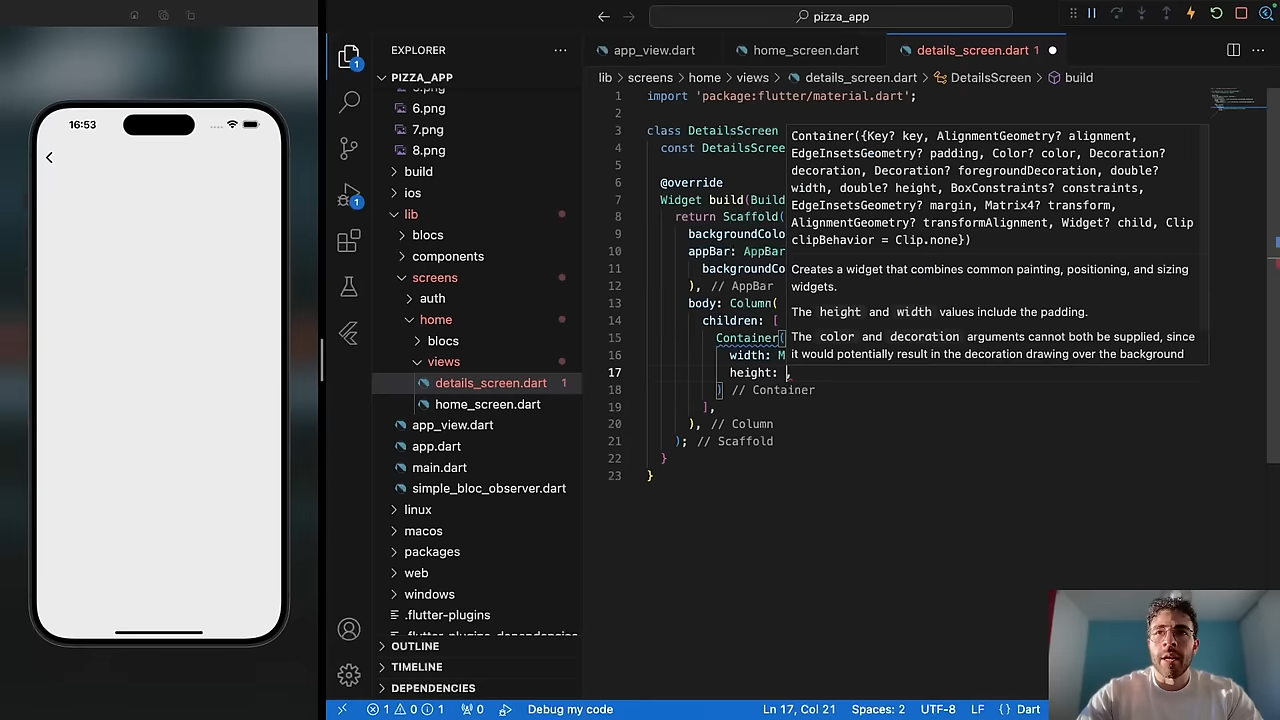 16:53
pizza_app
EXPLORER
PIZZA_APP
6.png
7.png
8.png
build
ios
lib
blocs
components
screens
auth
home
blocs
views
details_screen.dart 1
home_screen.dart
app_view.dart
app.dart
main.dart
simple_bloc_observer.dart
linux
macos
packages
web
windows
.flutter-plugins
.flutter-plugins-dependencies
OUTLINE
TIMELINE
DEPENDENCIES
1
1
app_view.dart
home_screen.dart
details_screen.dart 1
lib > screens > home > views > details_screen.dart > DetailsScreen > build
1 import 'package:flutter/material.dart';
2
3 class DetailsScreen
4 const DetailsScree
5
6 @override
7 Widget build(Build
8 return Scaffold(
9 backgroundColo
10 appBar: AppBar
11 backgroundCo
12 ), // AppBar
13 body: Column(
14 children: [
15 Container(
16 width: M
17 height: ,
18 ) // Container
19 ],
20 ), // Column
21 ); // Scaffold
22 }
23 }
Container({Key? key, AlignmentGeometry? alignment,
EdgeInsetsGeometry? padding, Color? color, Decoration?
decoration, Decoration? foregroundDecoration, double?
width, double? height, BoxConstraints? constraints,
EdgeInsetsGeometry? margin, Matrix4? transform,
AlignmentGeometry? transformAlignment, Widget? child, Clip
clipBehavior = Clip.none})
Creates a widget that combines common painting, positioning, and sizing
widgets.
The height and width values include the padding.
The color and decoration arguments cannot both be supplied, since
it would potentially result in the decoration drawing over the background
1 0 1
0
Debug my code
Ln 17, Col 21
Spaces: 2
UTF-8
LF
{} Dart